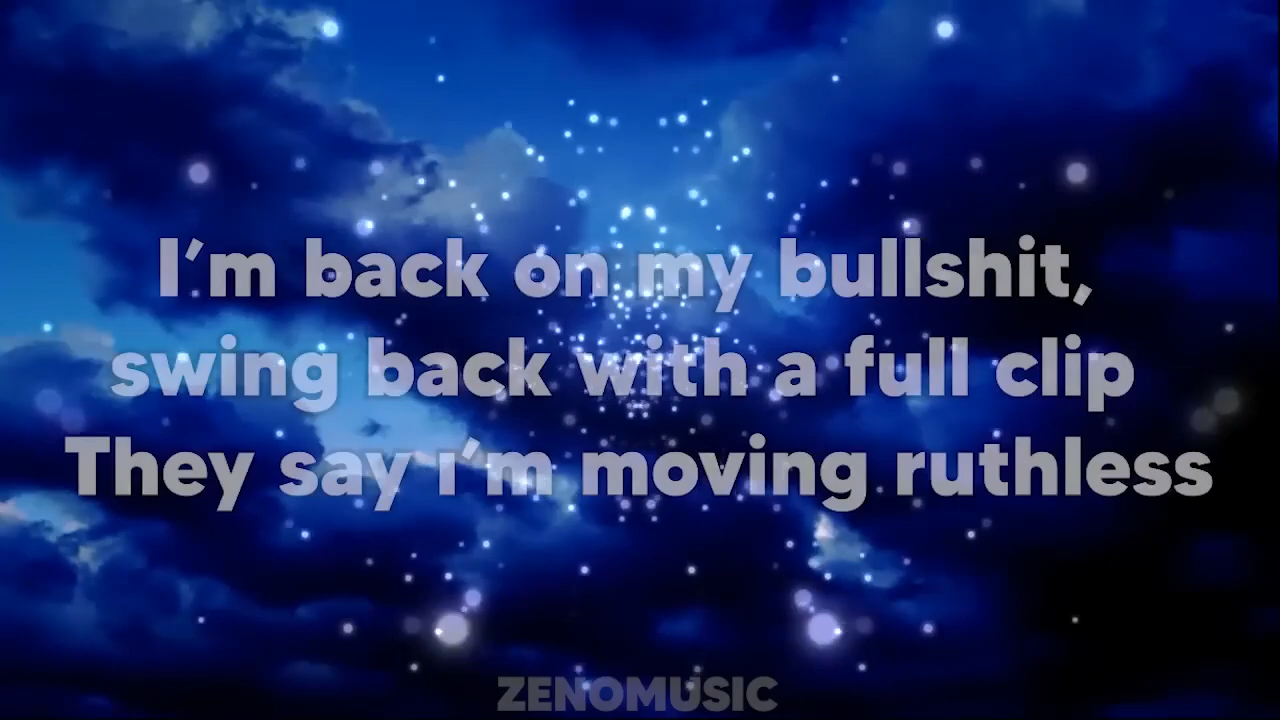 I'm back on my bullshit,
swing back with a full clip
They say ı'm moving ruthless
ZENOMUSIC